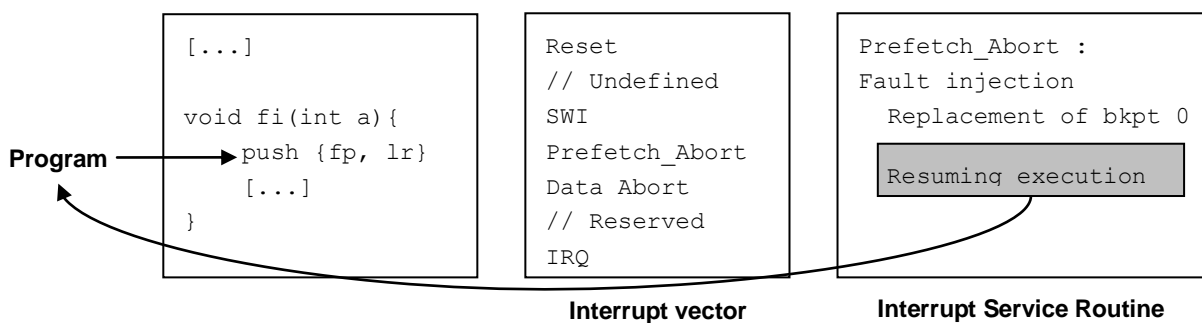 [...]
void fi(int a){
push {fp, lr}
[...]
}
Program
Reset
// Undefined
SWI
Prefetch_Abort
Data Abort
// Reserved
IRQ
Interrupt vector
Prefetch_Abort :
Fault injection
Replacement of bkpt 0
Resuming execution
Interrupt Service Routine